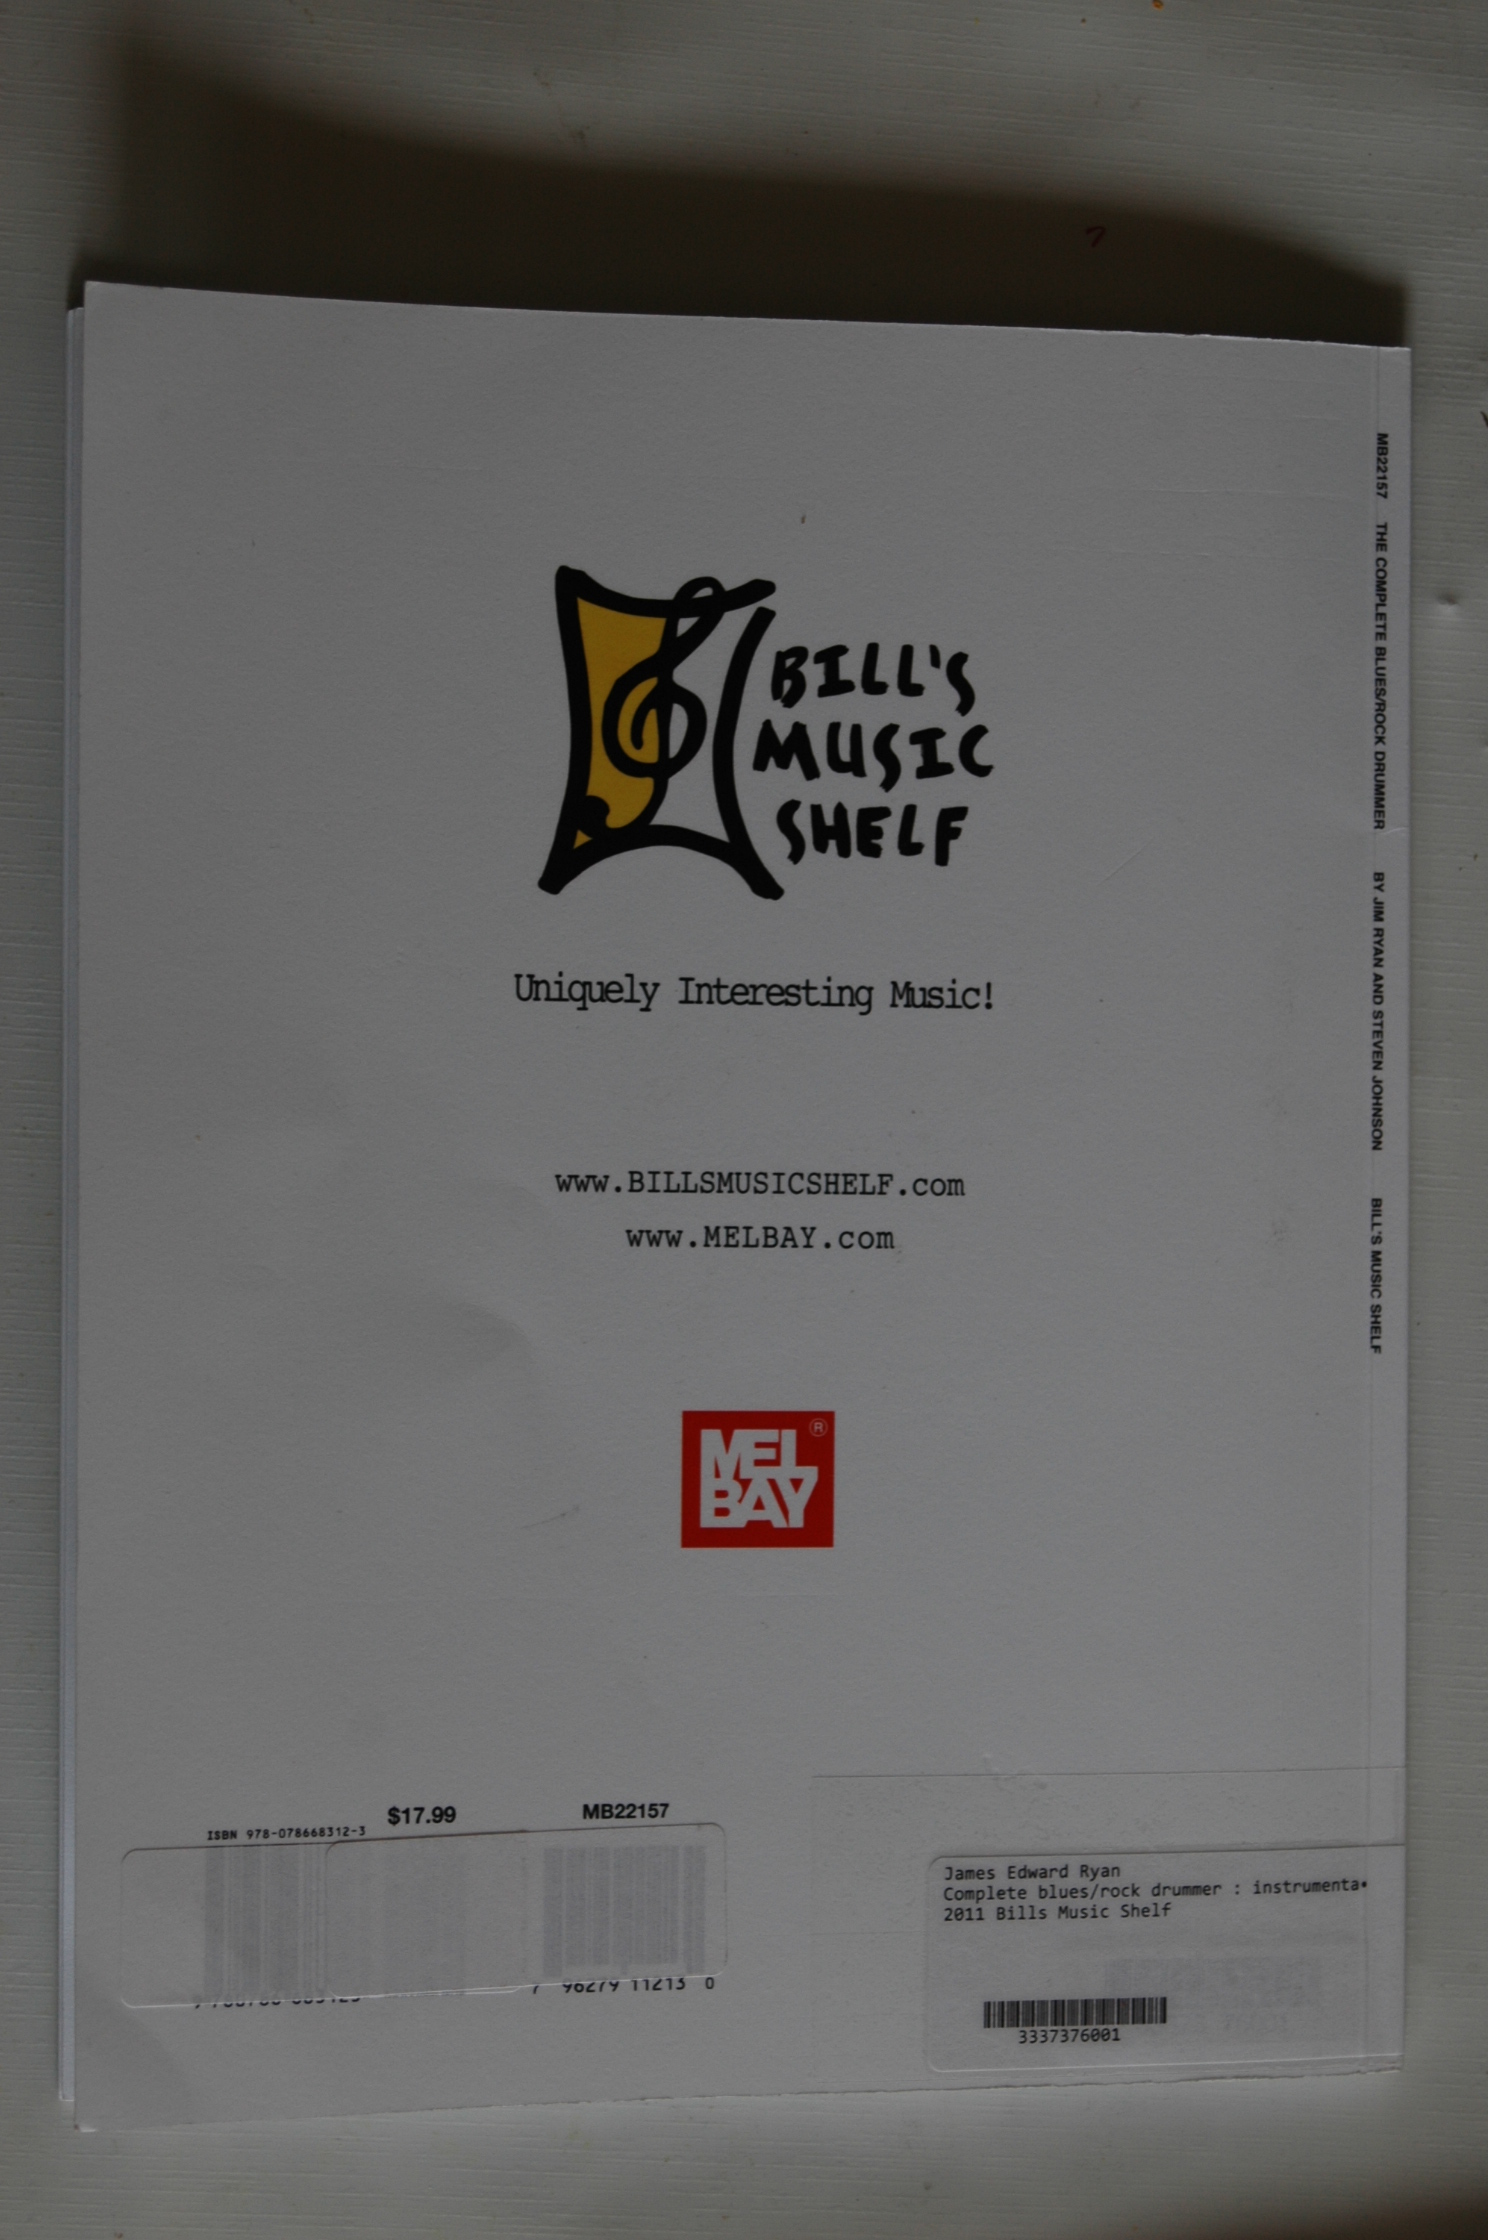 BILL'S
MUSIC
SHELF
Uniquely Interesting Music!
www.BILLSMUSICSHELF.com
www.MELBAY.com
MEL
BAY
®
MB22157 THE COMPLETE BLUES/ROCK DRUMMER BY JIM RYAN AND STEVEN JOHNSON BILL'S MUSIC SHELF
$17.99 MB22157
ISBN 978-078668312-3
7 96279 11213 0
James Edward Ryan
Complete blues/rock drummer : instrumenta•
2011 Bills Music Shelf
3337376001